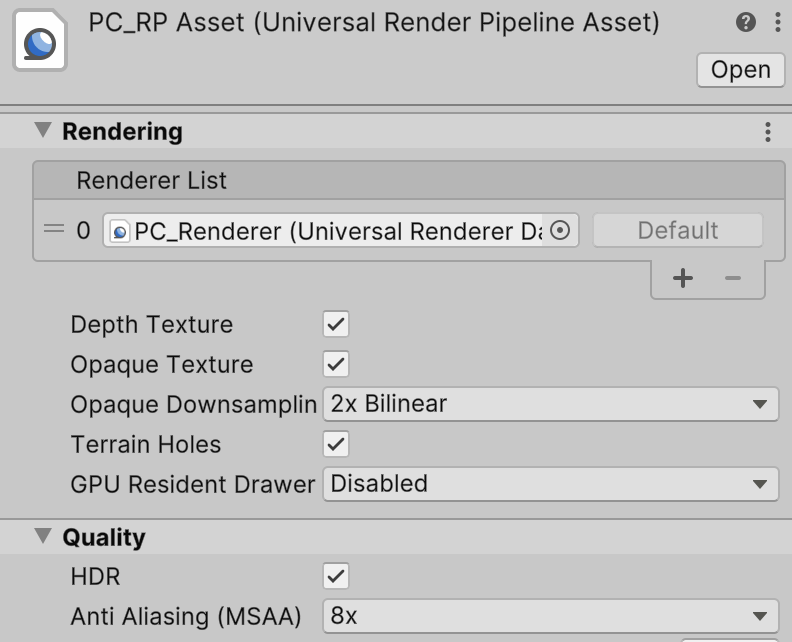 PC_RP Asset (Universal Render Pipeline Asset)
Open
Rendering
Renderer List
0 PC_Renderer (Universal Renderer Da Default
Depth Texture
Opaque Texture
Opaque Downsamplin 2x Bilinear
Terrain Holes
GPU Resident Drawer Disabled
Quality
HDR
Anti Aliasing (MSAA) 8x